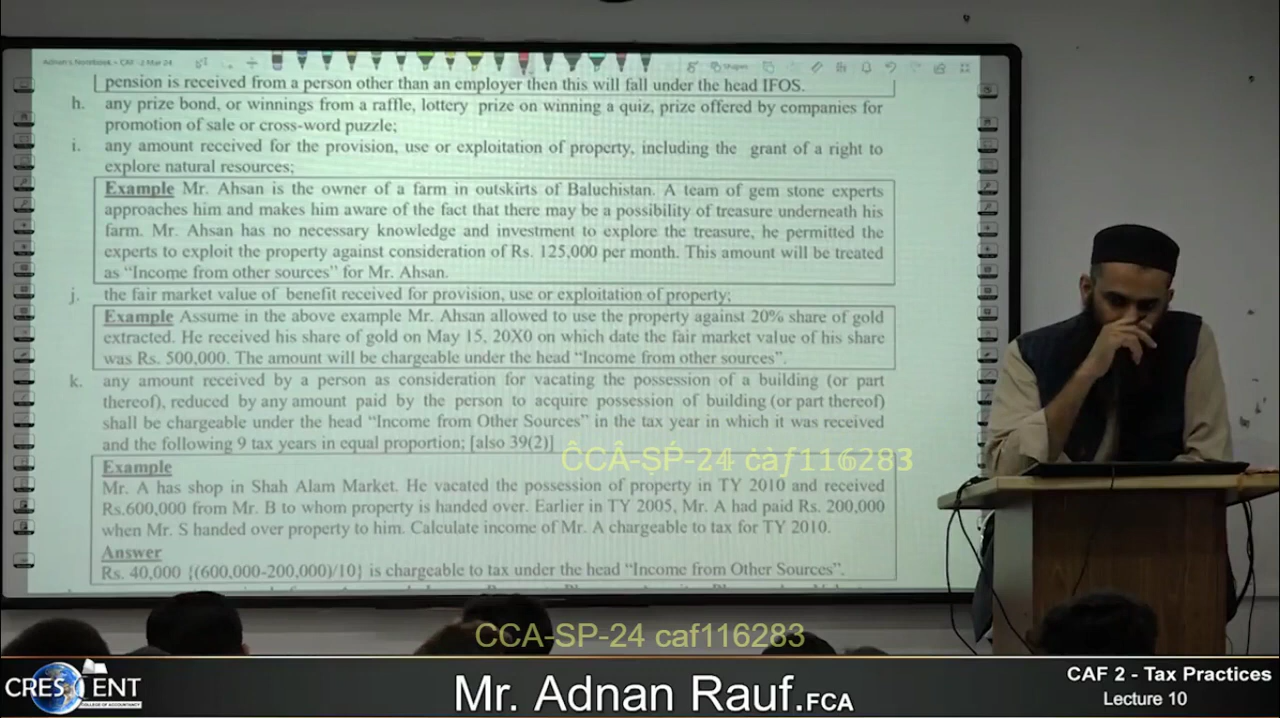 Adnan's Notebook > CAF - 2 Mar 24
Shapes
pension is received from a person other than an employer then this will fall under the head IFOS.
h. any prize bond, or winnings from a raffle, lottery prize on winning a quiz, prize offered by companies for
promotion of sale or cross-word puzzle;
i. any amount received for the provision, use or exploitation of property, including the grant of a right to
explore natural resources;
Example Mr. Ahsan is the owner of a farm in outskirts of Baluchistan. A team of gem stone experts
approaches him and makes him aware of the fact that there may be a possibility of treasure underneath his
farm. Mr. Ahsan has no necessary knowledge and investment to explore the treasure, he permitted the
experts to exploit the property against consideration of Rs. 125,000 per month. This amount will be treated
as "Income from other sources" for Mr. Ahsan.
j. the fair market value of benefit received for provision, use or exploitation of property;
Example Assume in the above example Mr. Ahsan allowed to use the property against 20% share of gold
extracted. He received his share of gold on May 15, 20X0 on which date the fair market value of his share
was Rs. 500,000. The amount will be chargeable under the head "Income from other sources".
k. any amount received by a person as consideration for vacating the possession of a building (or part
thereof), reduced by any amount paid by the person to acquire possession of building (or part thereof)
shall be chargeable under the head "Income from Other Sources" in the tax year in which it was received
and the following 9 tax years in equal proportion; [also 39(2)]
Example
Mr. A has shop in Shah Alam Market. He vacated the possession of property in TY 2010 and received
Rs.600,000 from Mr. B to whom property is handed over. Earlier in TY 2005, Mr. A had paid Rs. 200,000
when Mr. S handed over property to him. Calculate income of Mr. A chargeable to tax for TY 2010.
Answer
Rs. 40,000 {(600,000-200,000)/10} is chargeable to tax under the head "Income from Other Sources".
CCA-SP-24 caf116283
CRESCENT
COLLEGE OF ACCOUNTANCY
Mr. Adnan Rauf.FCA
CAF 2 - Tax Practices
Lecture 10